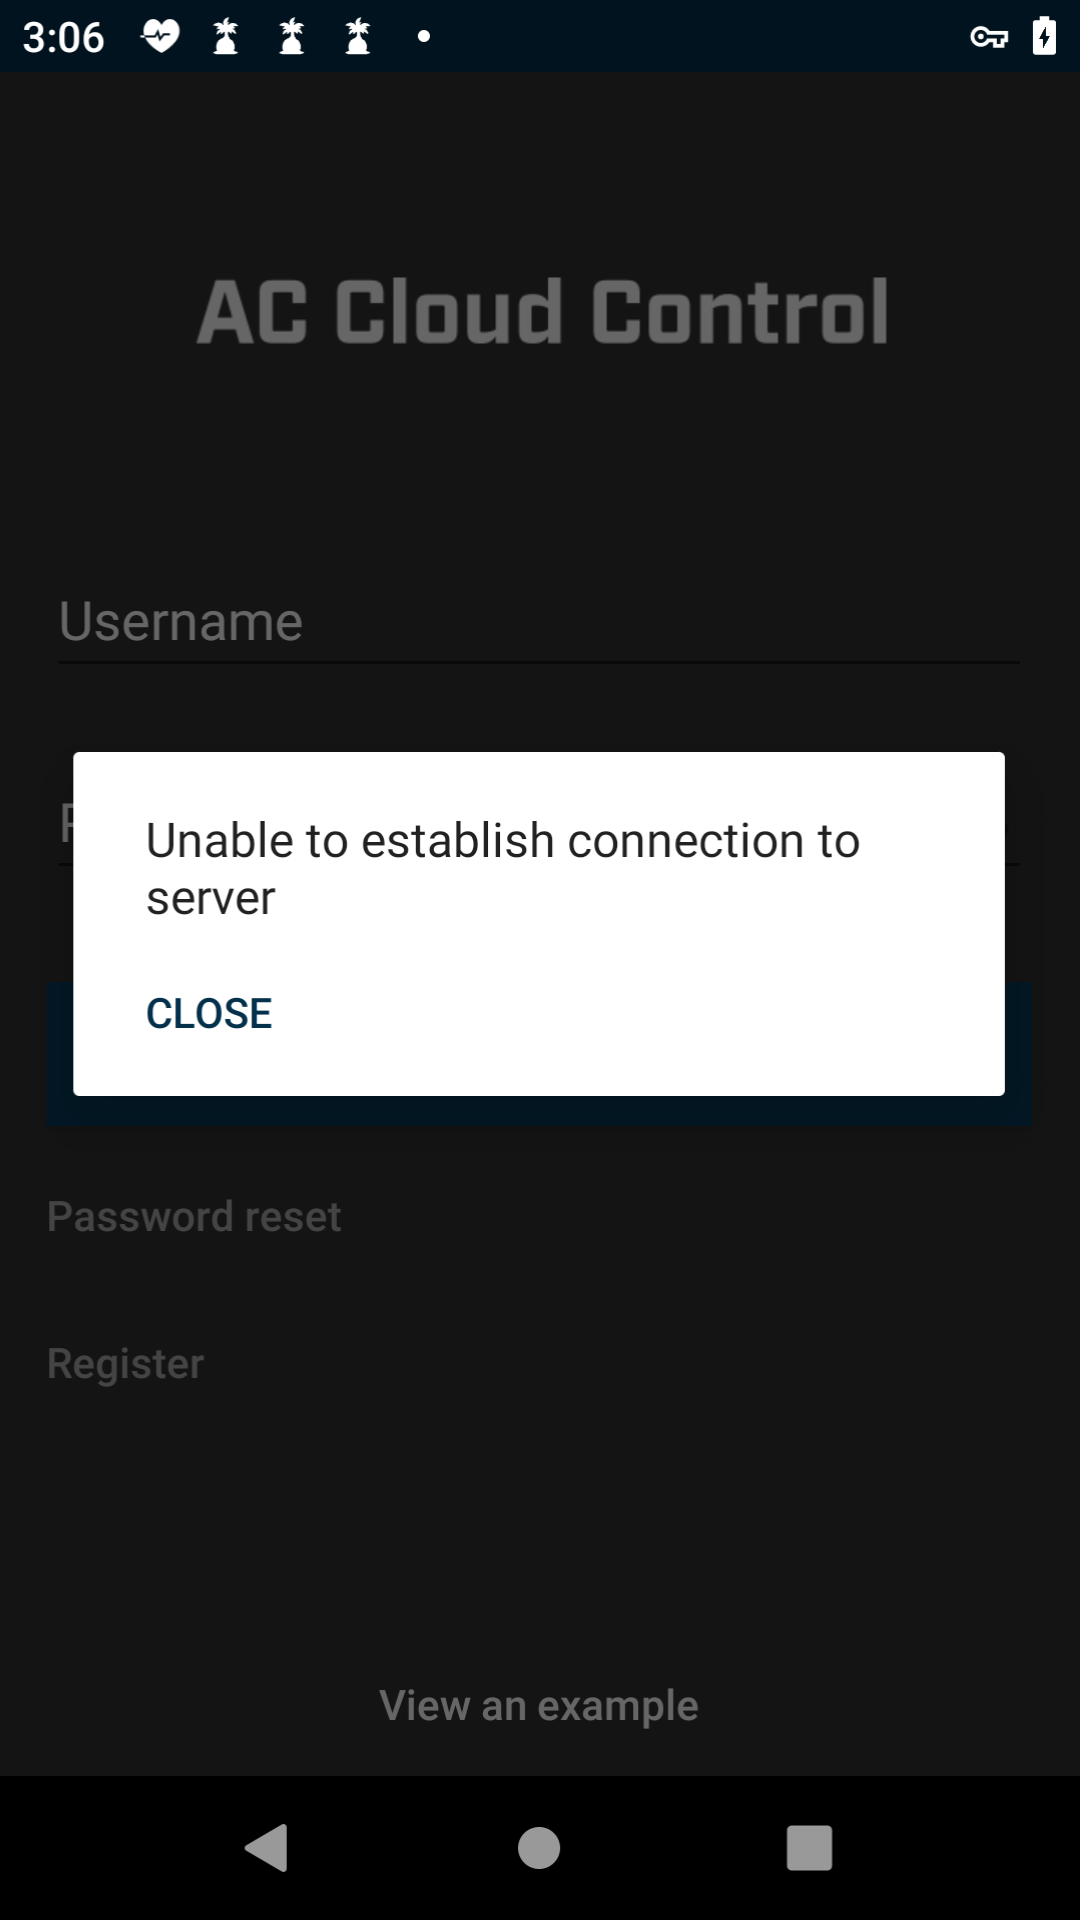 3:06
AC Cloud Control
Username
Unable to establish connection to
server
CLOSE
Password reset
Register
View an example